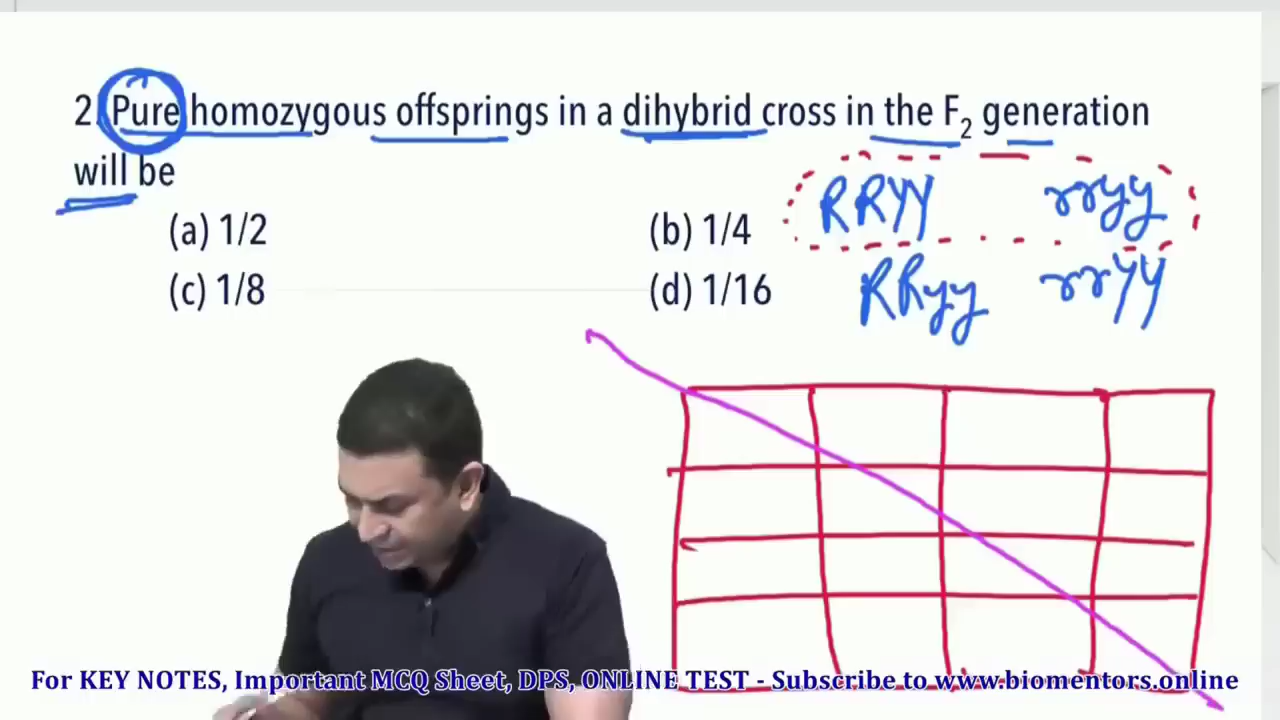 2. Pure homozygous offsprings in a dihybrid cross in the F2 generation
will be
(a) 1/2
(b) 1/4
(c) 1/8
(d) 1/16
RRYY rryy
RRyy rrYY
For KEY NOTES, Important MCQ Sheet, DPS, ONLINE TEST - Subscribe to www.biomentors.online